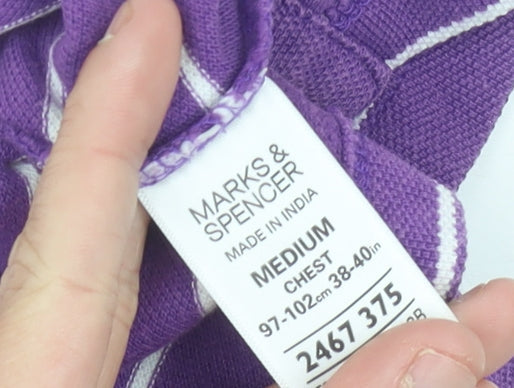 MARKS &
SPENCER
MADE IN INDIA
MEDIUM
CHEST
97-102cm 38-40in
2467 375